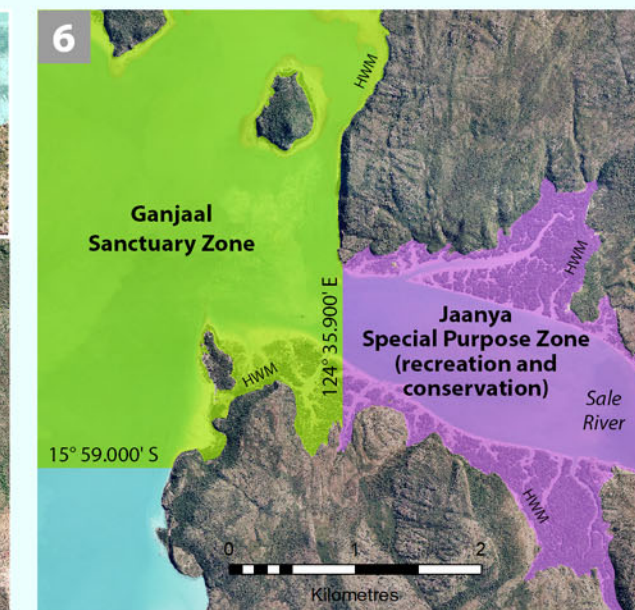 6
HWM
Ganjaal
Sanctuary Zone
HWM
124° 35.900' E
Jaanya
Special Purpose Zone
(recreation and
conservation)
Sale
River
HWM
15° 59.000' S
HWM
0 1 2
Kilometres